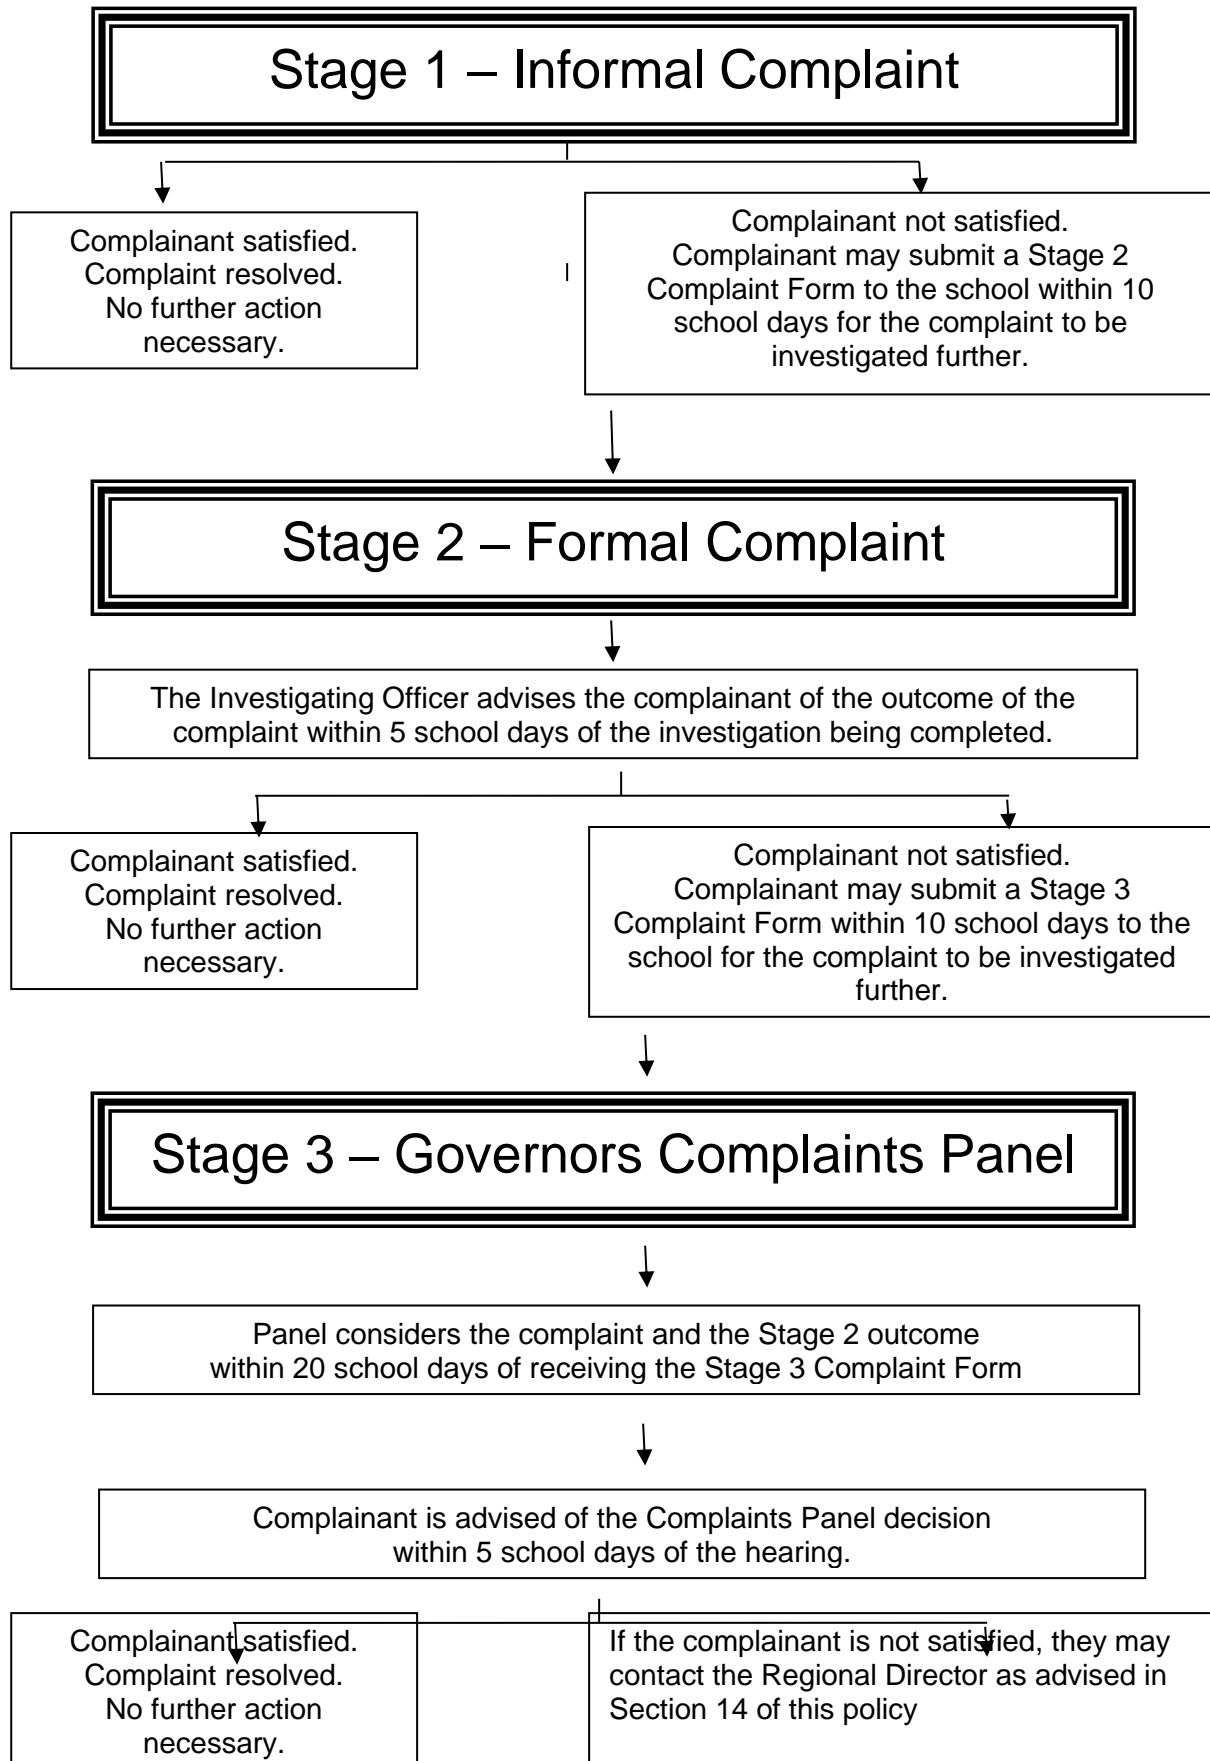 Stage 1 – Informal Complaint
Complainant satisfied.
Complaint resolved.
No further action
necessary.
Complainant not satisfied.
Complainant may submit a Stage 2
Complaint Form to the school within 10
school days for the complaint to be
investigated further.
Stage 2 – Formal Complaint
The Investigating Officer advises the complainant of the outcome of the
complaint within 5 school days of the investigation being completed.
Complainant satisfied.
Complaint resolved.
No further action
necessary.
Complainant not satisfied.
Complainant may submit a Stage 3
Complaint Form within 10 school days to the
school for the complaint to be investigated
further.
Stage 3 – Governors Complaints Panel
Panel considers the complaint and the Stage 2 outcome
within 20 school days of receiving the Stage 3 Complaint Form
Complainant is advised of the Complaints Panel decision
within 5 school days of the hearing.
Complainant satisfied.
Complaint resolved.
No further action
necessary.
If the complainant is not satisfied, they may
contact the Regional Director as advised in
Section 14 of this policy